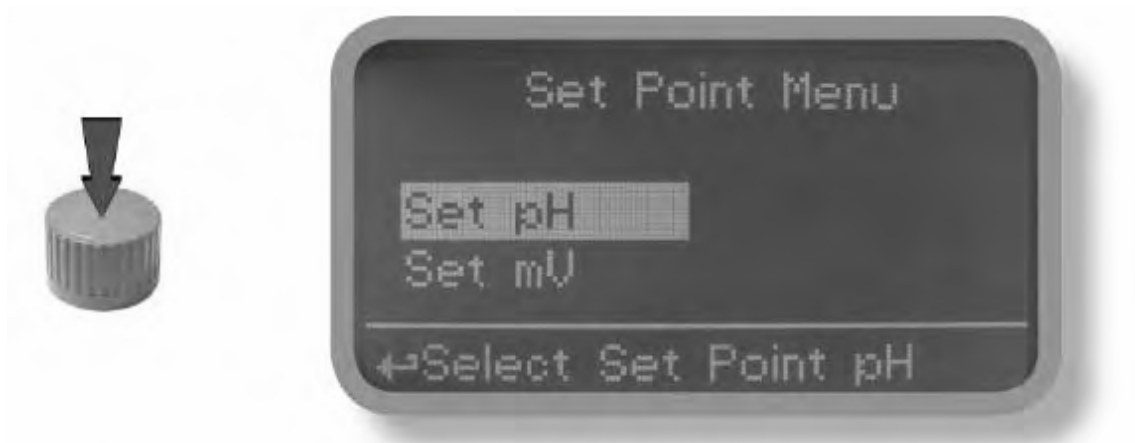 Set Point Menu
Set pH
Set mV
↵Select Set Point pH